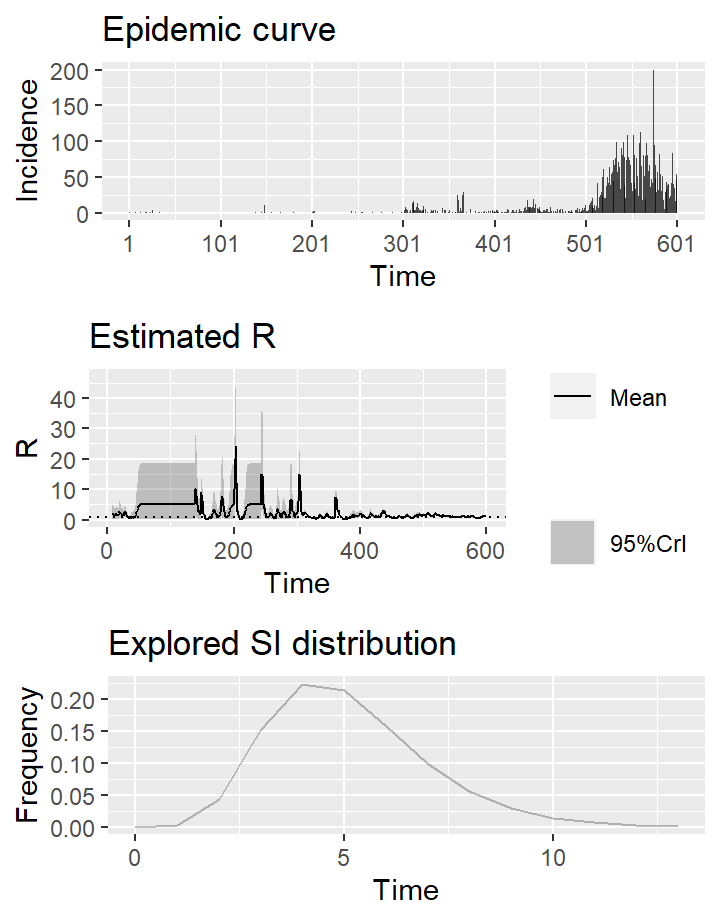 Epidemic curve
Incidence
200
150
100
50
0
1 101 201 301 401 501 601
Time
Estimated R
R
40
30
20
10
0
0 200 400 600
Time
Mean
95%CrI
Explored SI distribution
Frequency
0.20
0.15
0.10
0.05
0.00
0 5 10
Time